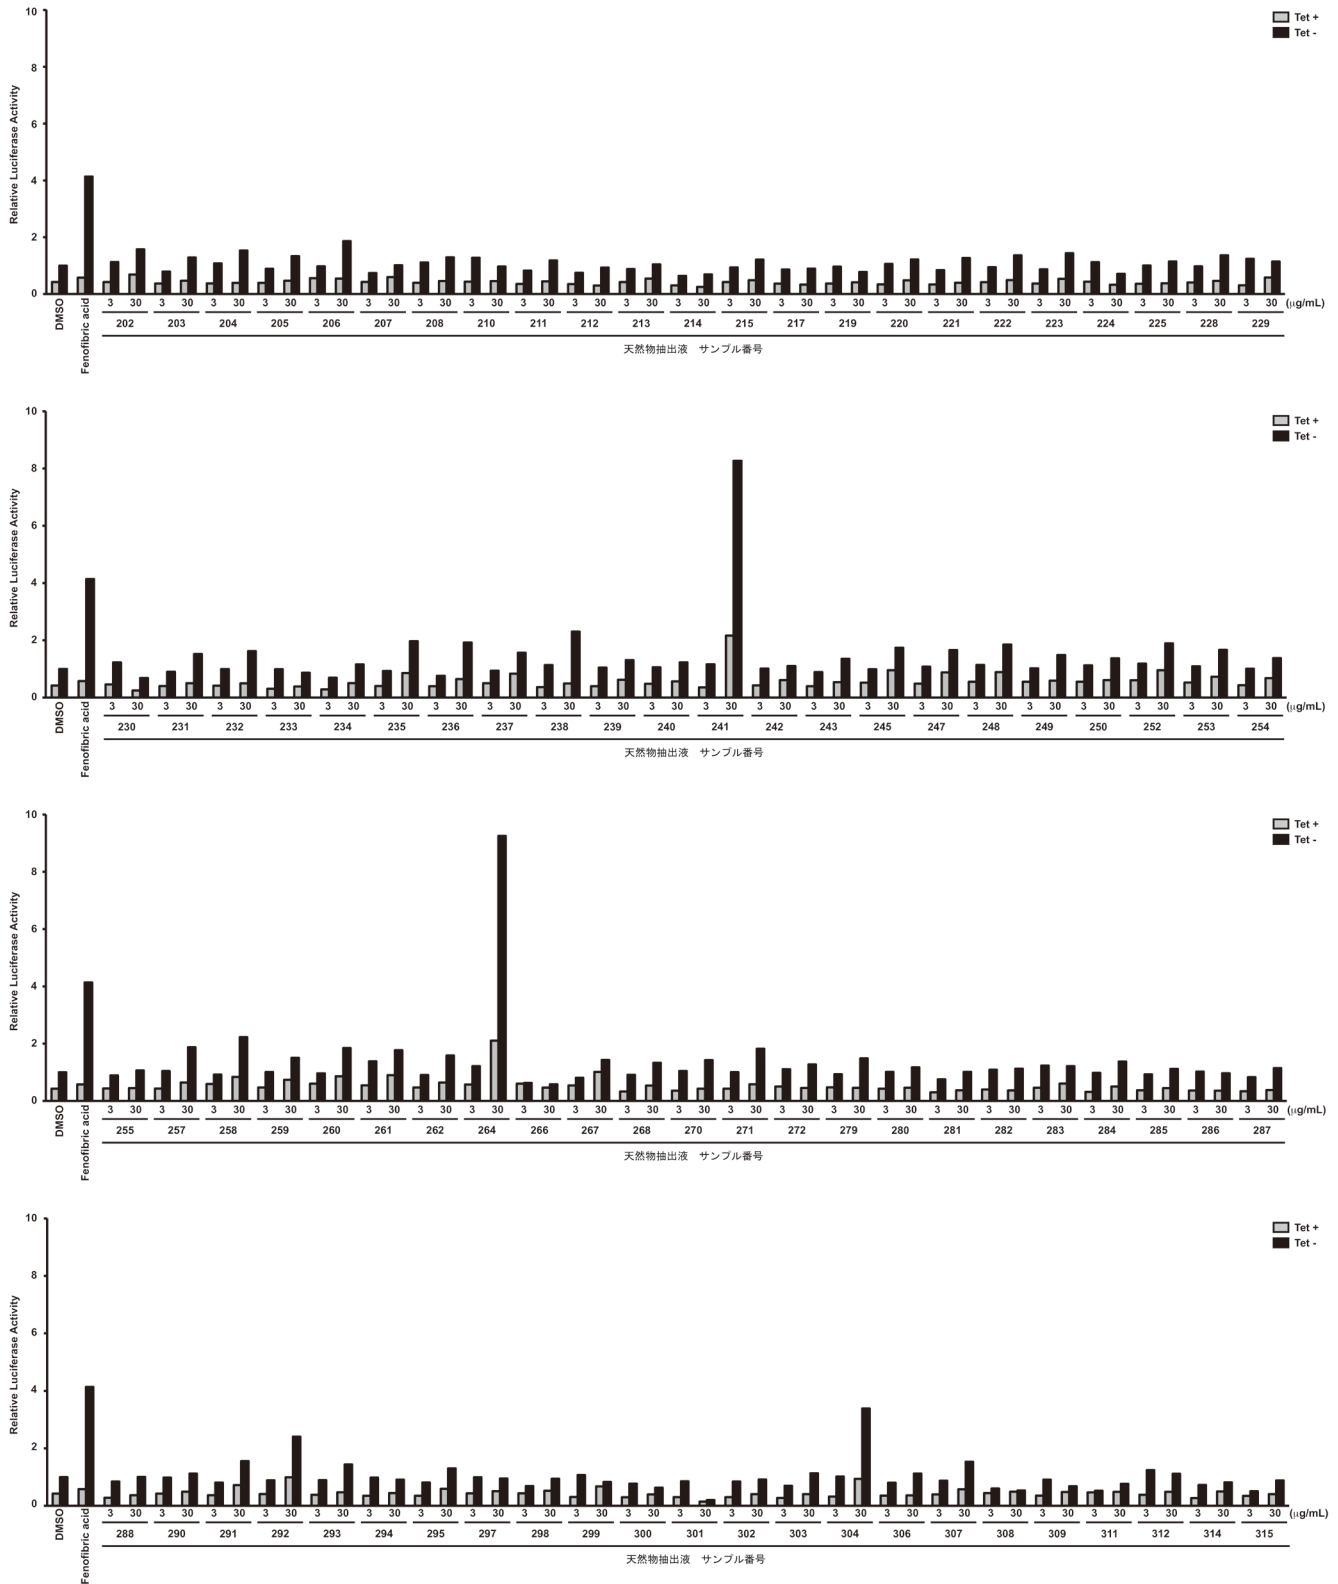 Tet +
Tet -
Relative Luciferase Activity
10
8
6
4
2
0
DMSO
Fenofibric acid
3 30 3 30 3 30 3 30 3 30 3 30 3 30 3 30 3 30 3 30 3 30 3 30 3 30 3 30 3 30 3 30 3 30 3 30 3 30 3 30 3 30 3 30 3 30 (μg/mL)
202 203 204 205 206 207 208 210 211 212 213 214 215 217 219 220 221 222 223 224 225 228 229
天然物抽出液　サンプル番号
Tet +
Tet -
Relative Luciferase Activity
10
8
6
4
2
0
DMSO
Fenofibric acid
3 30 3 30 3 30 3 30 3 30 3 30 3 30 3 30 3 30 3 30 3 30 3 30 3 30 3 30 3 30 3 30 3 30 3 30 3 30 3 30 3 30 3 30 (μg/mL)
230 231 232 233 234 235 236 237 238 239 240 241 242 243 245 247 248 249 250 252 253 254
天然物抽出液　サンプル番号
Tet +
Tet -
Relative Luciferase Activity
10
8
6
4
2
0
DMSO
Fenofibric acid
3 30 3 30 3 30 3 30 3 30 3 30 3 30 3 30 3 30 3 30 3 30 3 30 3 30 3 30 3 30 3 30 3 30 3 30 3 30 3 30 3 30 3 30 3 30 (μg/mL)
255 257 258 259 260 261 262 264 266 267 268 270 271 272 279 280 281 282 283 284 285 286 287
天然物抽出液　サンプル番号
Tet +
Tet -
Relative Luciferase Activity
10
8
6
4
2
0
DMSO
Fenofibric acid
3 30 3 30 3 30 3 30 3 30 3 30 3 30 3 30 3 30 3 30 3 30 3 30 3 30 3 30 3 30 3 30 3 30 3 30 3 30 3 30 3 30 3 30 3 30 (μg/mL)
288 290 291 292 293 294 295 297 298 299 300 301 302 303 304 306 307 308 309 311 312 314 315
天然物抽出液　サンプル番号